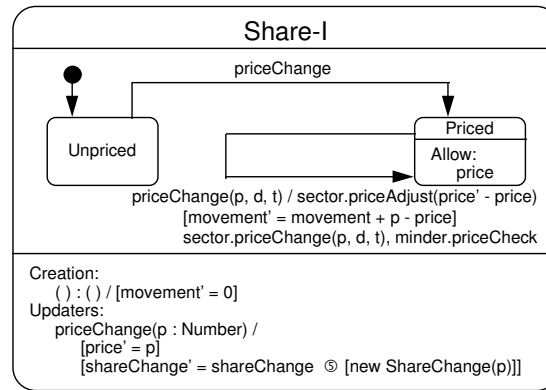 Share-I
priceChange
Unpriced
Priced
Allow:
price
priceChange(p, d, t) / sector.priceAdjust(price’ - price)
[movement’ = movement + p - price]
sector.priceChange(p, d, t), minder.priceCheck
Creation:
( ) : ( ) / [movement’ = 0]
Updaters:
priceChange(p : Number) /
[price’ = p]
[shareChange’ = shareChange ⑤ [new ShareChange(p)]]